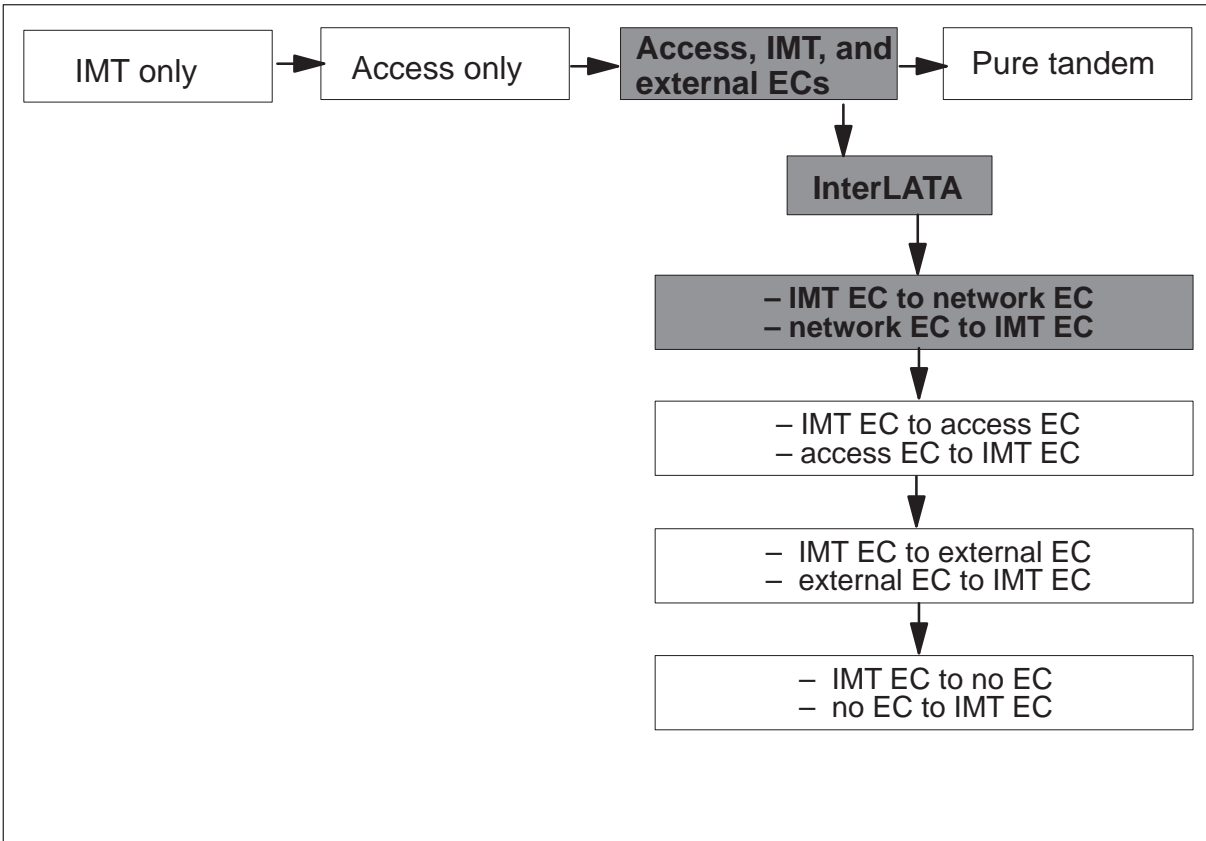 IMT only
Access only
Access, IMT, and
external ECs
Pure tandem
InterLATA
– IMT EC to network EC
– network EC to IMT EC
– IMT EC to access EC
– access EC to IMT EC
– IMT EC to external EC
– external EC to IMT EC
– IMT EC to no EC
– no EC to IMT EC